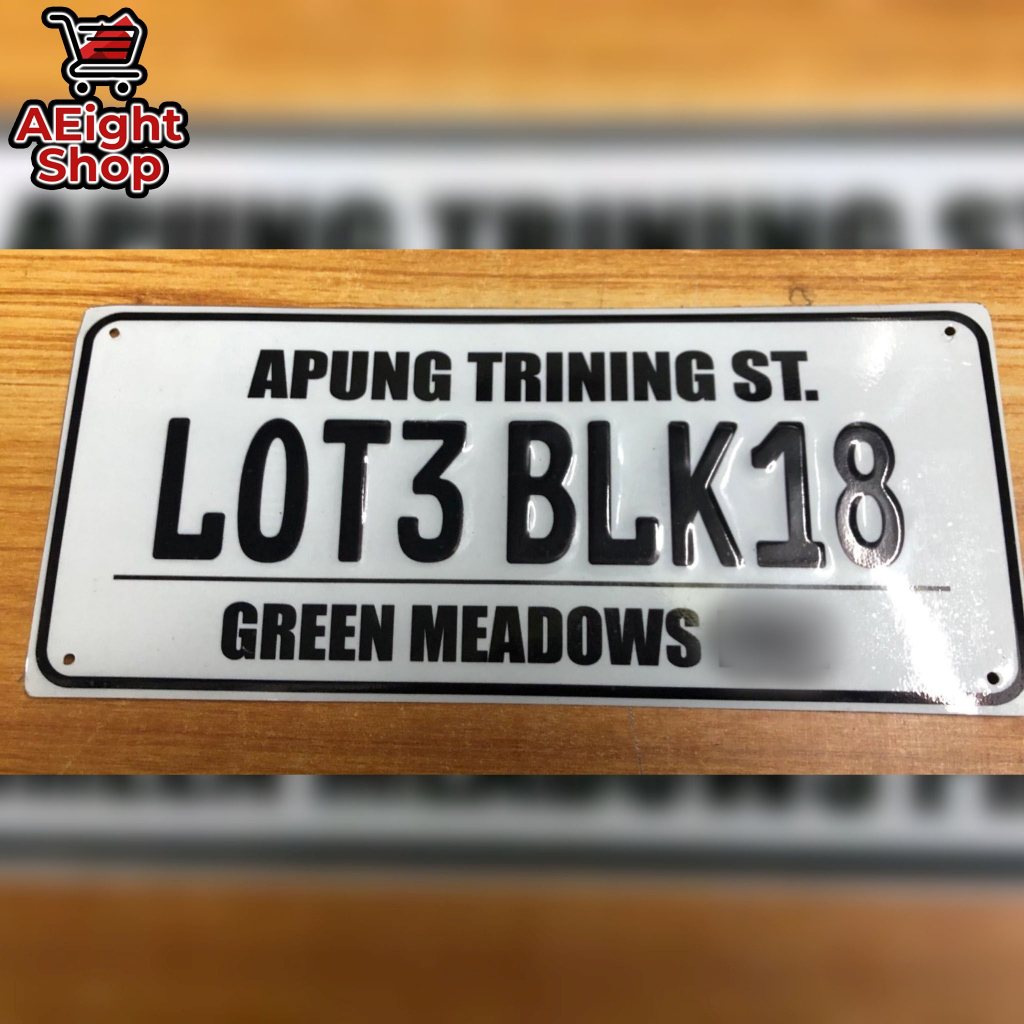 AEight
Shop
APUNG TRINING ST.
LOT3 BLK18
GREEN MEADOWS